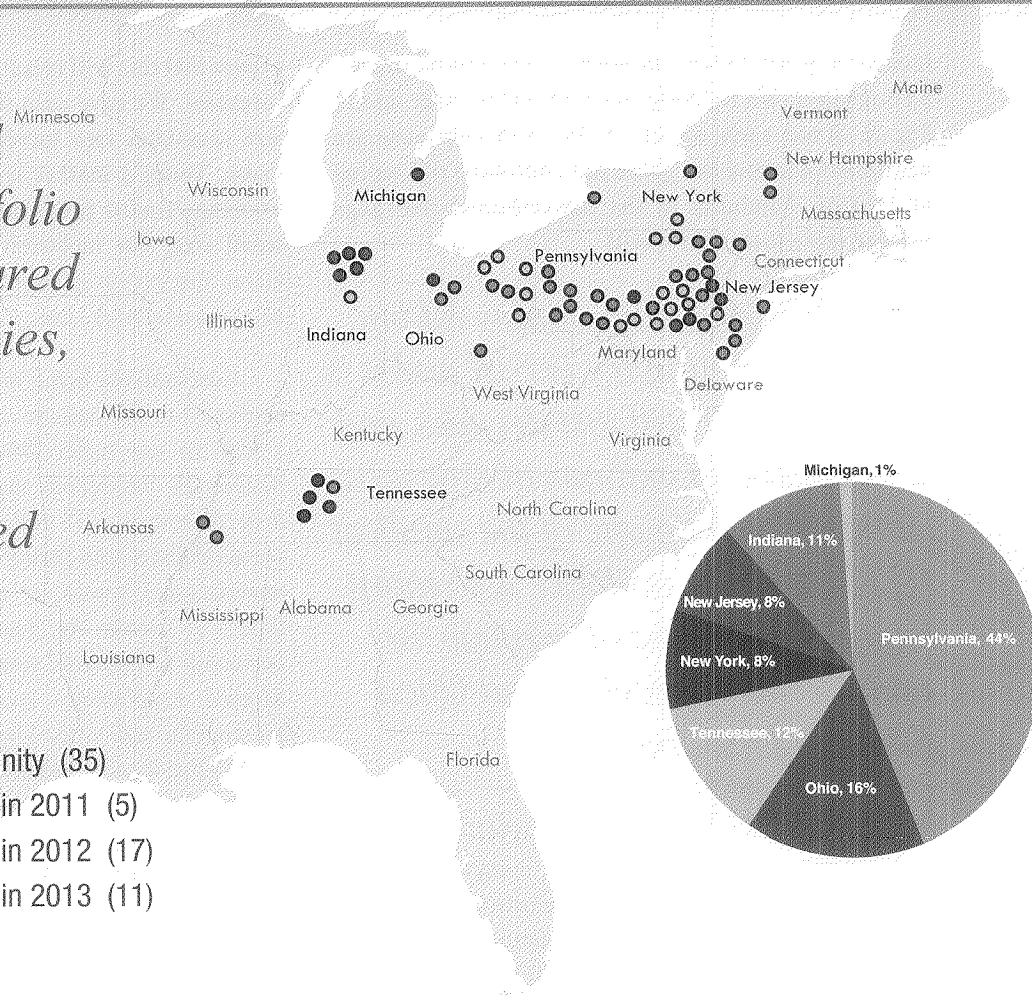 Maine
Minnesota
Vermont
New Hampshire
Wisconsin
Michigan
New York
folio
Massachusetts
Iowa
Pennsylvania
Connecticut
ared
New Jersey
Illinois
Indiana
Ohio
ies,
Maryland
Delaware
West Virginia
Missouri
Kentucky
Virginia
Michigan, 1%
Tennessee
North Carolina
Arkansas
ed
Indiana, 11%
South Carolina
New Jersey, 8%
Mississippi
Alabama
Georgia
Pennsylvania, 44%
Louisiana
New York, 8%
Tennessee, 12%
nity (35)
Florida
Ohio, 16%
in 2011 (5)
in 2012 (17)
in 2013 (11)